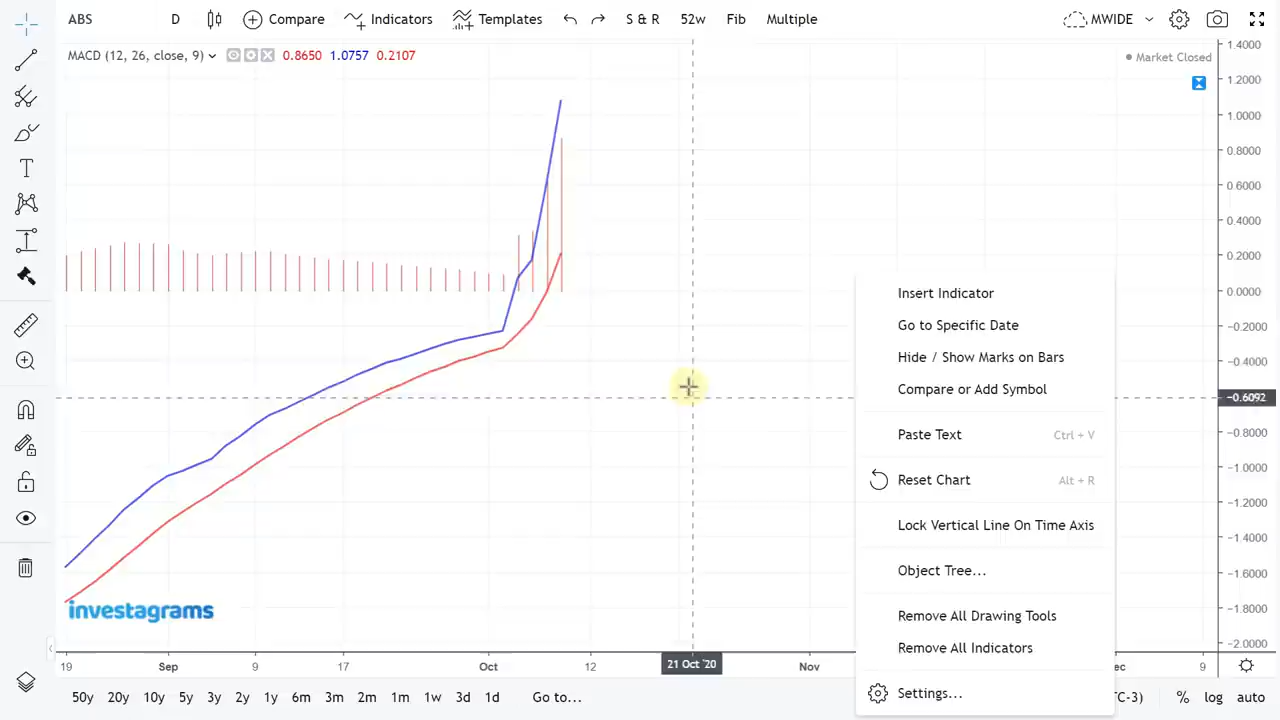 ABS D Compare Indicators Templates S & R 52w Fib Multiple MWIDE
MACD (12, 26, close, 9) 0.8650 1.0757 0.2107
Market Closed
1.4000
1.2000
1.0000
0.8000
0.6000
0.4000
0.2000
0.0000
−0.2000
−0.4000
−0.6092
−0.8000
−1.0000
−1.2000
−1.4000
−1.6000
−1.8000
−2.0000
Insert Indicator
Go to Specific Date
Hide / Show Marks on Bars
Compare or Add Symbol
Paste Text Ctrl + V
Reset Chart Alt + R
Lock Vertical Line On Time Axis
Object Tree...
Remove All Drawing Tools
Remove All Indicators
Settings...
investagrams
19 Sep 9 17 Oct 12 21 Oct '20 Nov ec 9
50y 20y 10y 5y 3y 2y 1y 6m 3m 2m 1m 1w 3d 1d Go to... TC-3) % log auto